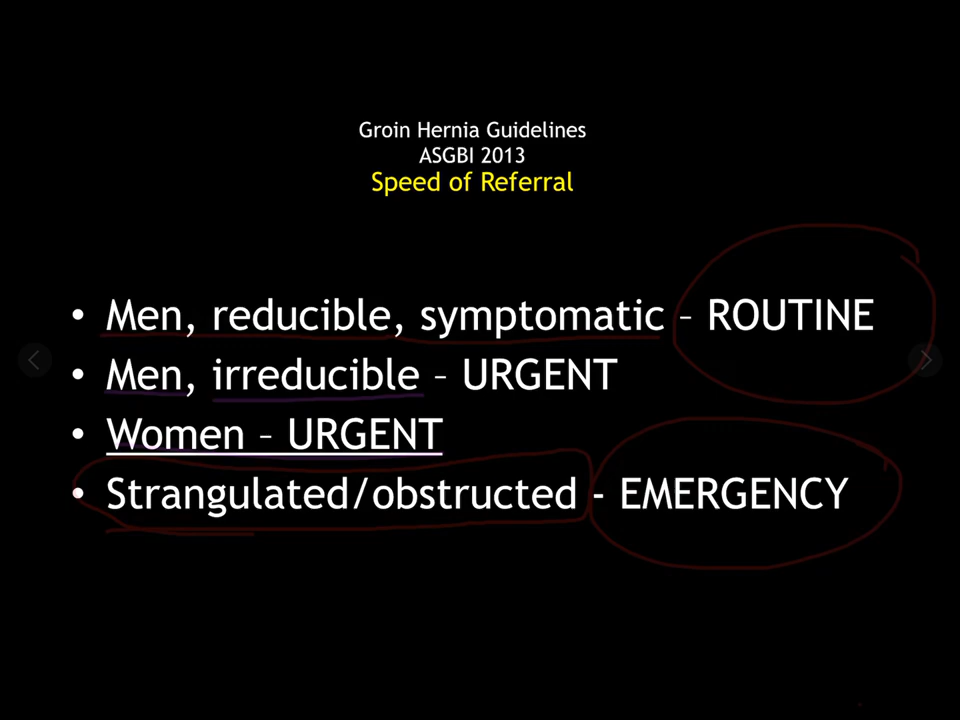 Groin Hernia Guidelines
ASGBI 2013
Speed of Referral
• Men, reducible, symptomatic – ROUTINE
• Men, irreducible – URGENT
• Women – URGENT
• Strangulated/obstructed - EMERGENCY